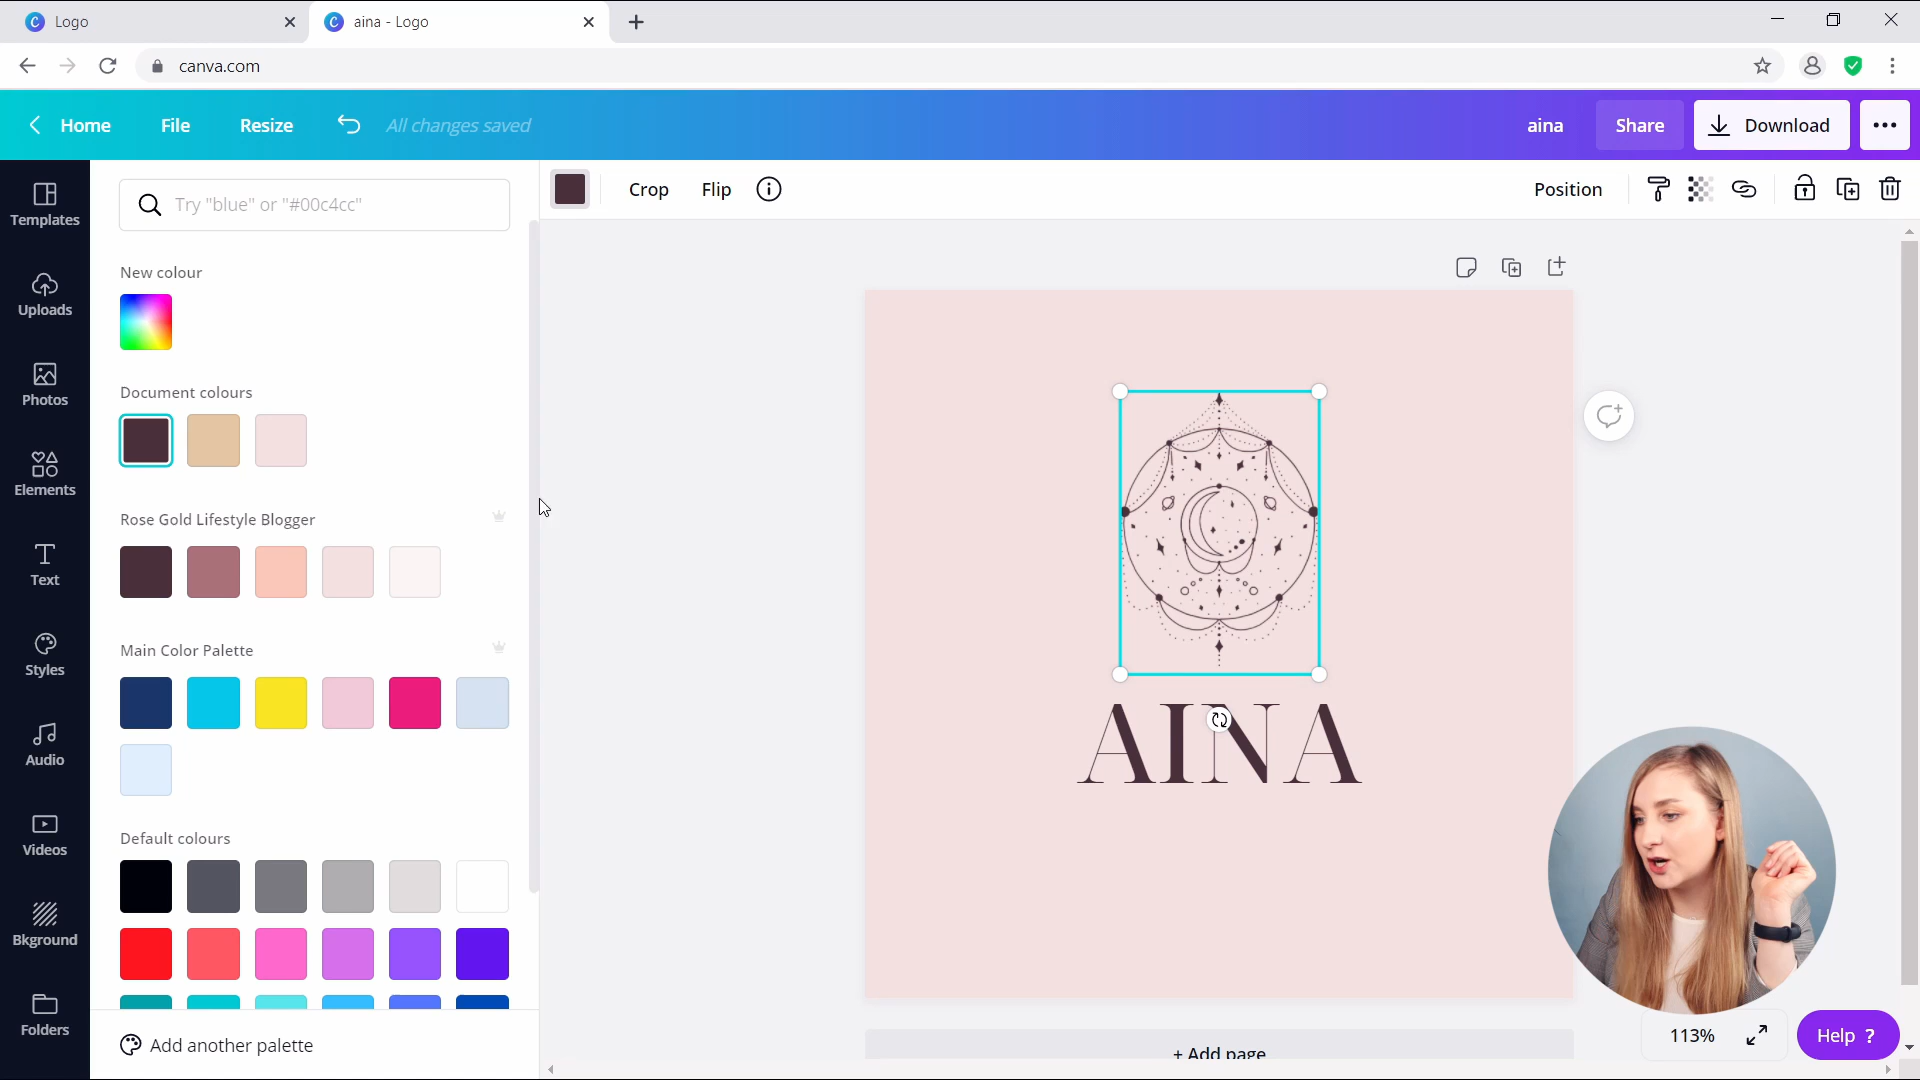 Logo
aina - Logo
canva.com
Home
File
Resize
All changes saved
aina
Share
Download
Templates
Uploads
Photos
Elements
Text
Styles
Audio
Videos
Bkground
Folders
Try "blue" or "#00c4cc"
New colour
Document colours
Rose Gold Lifestyle Blogger
Main Color Palette
Default colours
Add another palette
Crop
Flip
Position
AINA
+ Add page
113%
Help ?